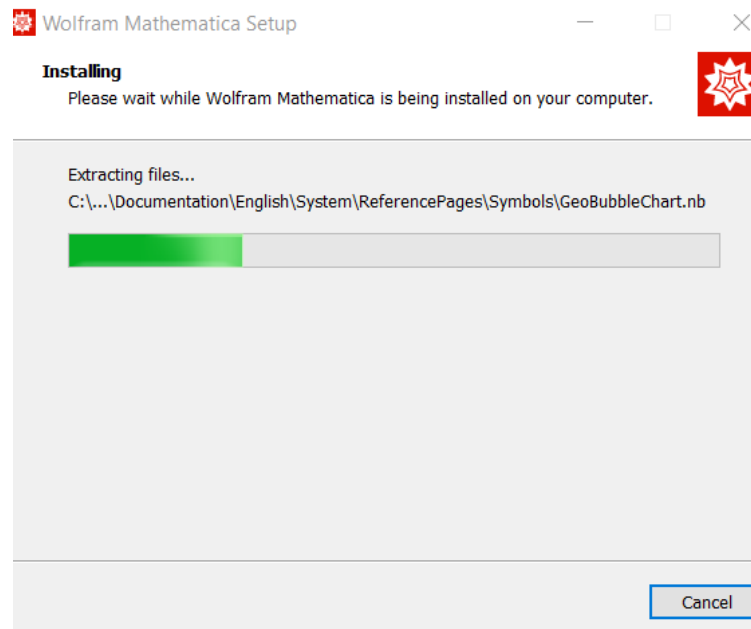 Wolfram Mathematica Setup
Installing
Please wait while Wolfram Mathematica is being installed on your computer.
Extracting files...
C:\...\Documentation\English\System\ReferencePages\Symbols\GeoBubbleChart.nb
Cancel